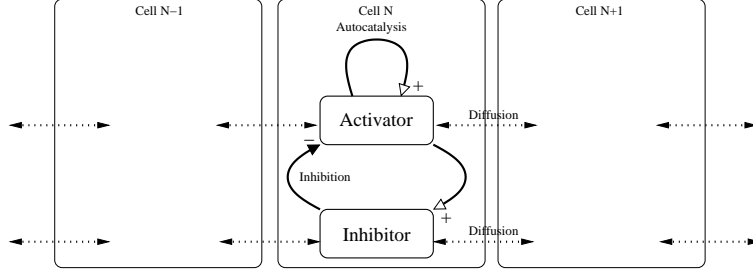 Cell N−1
Cell N
Cell N+1
Autocatalysis
+
Activator
Diffusion
−
Inhibition
+
Inhibitor
Diffusion